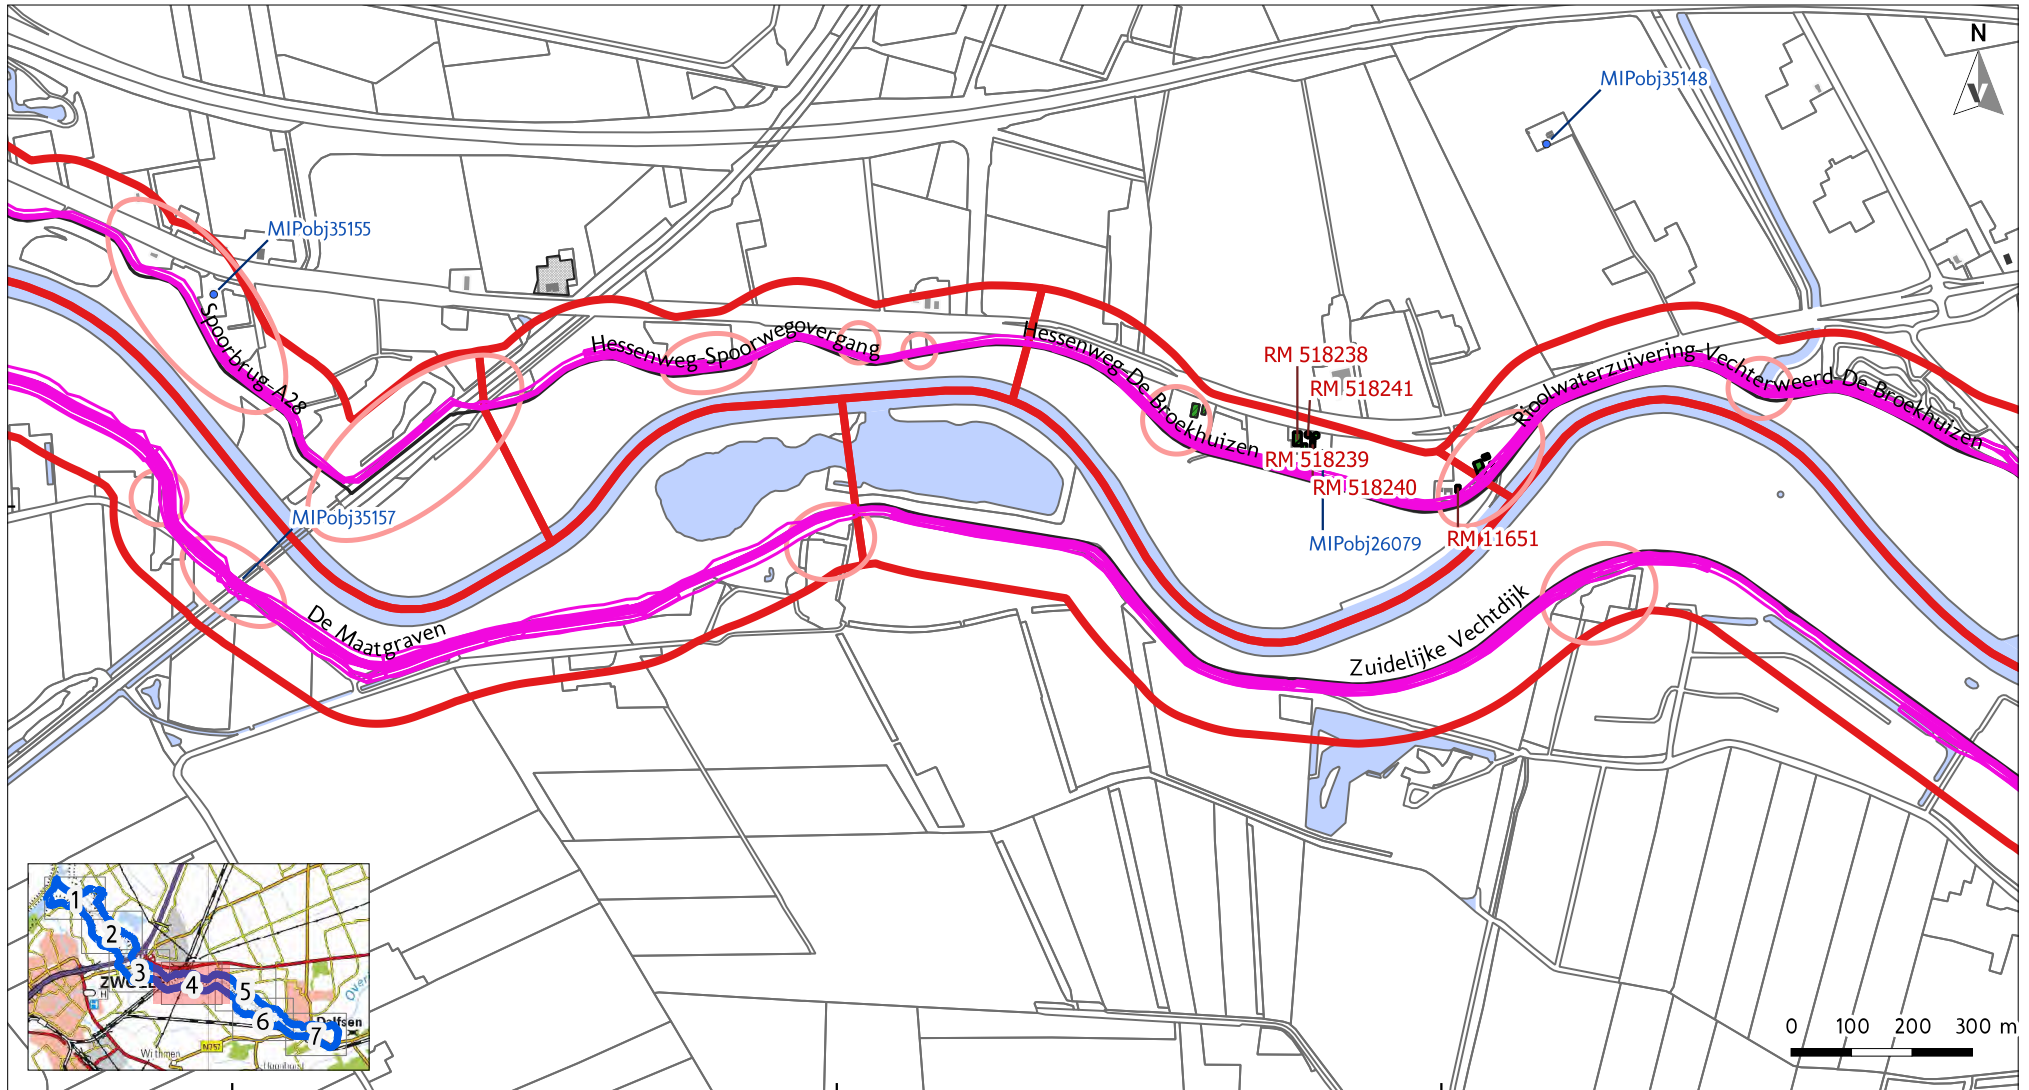 N
MIPobj35148
MIPobj35155
Spoorbrug-A28
Hessenweg-Spoorwegovergang
Hessenweg-De Broekhuizen
RM 518238
RM 518241
RM 518239
RM 518240
MIPobj26079
RM 11651
Rioolwaterzuivering-Vechterweerd-De Broekhuizen
MIPobj35157
De Maatgraven
Zuidelijke Vechtdijk
1
2
3
4
5
6
7
Dalfsen
Withmen
N757
H
0 100 200 300 m